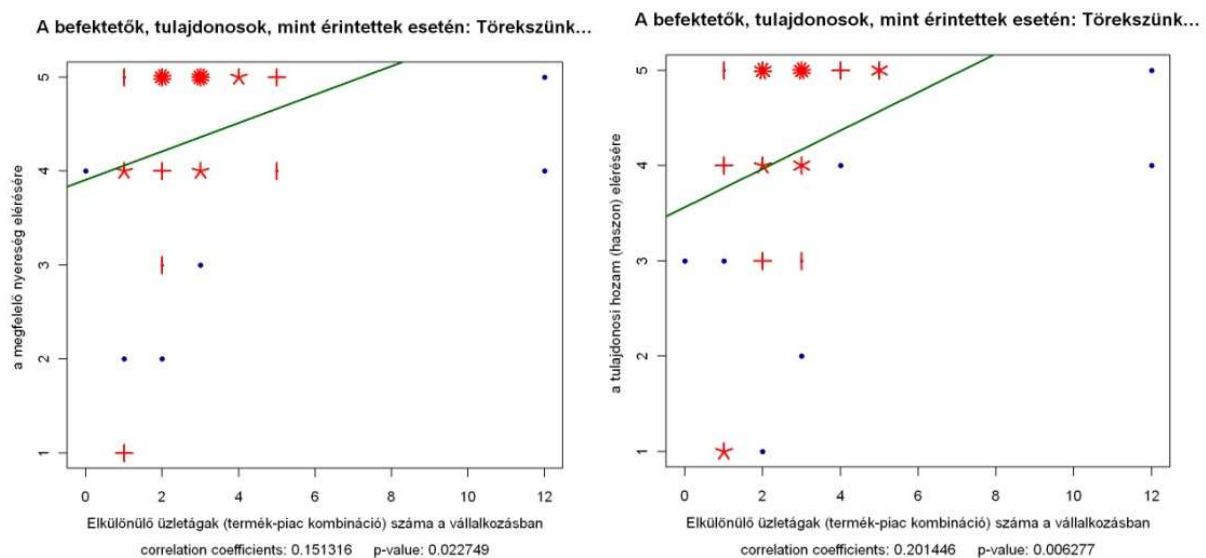 A befektetők, tulajdonosok, mint érintettek esetén: Törekszünk...
a megfelelő nyereség elérésére
5
4
3
2
1
0 2 4 6 8 10 12
Elkülönülő üzletágak (termék-piac kombináció) száma a vállalkozásban
correlation coefficients: 0.151316 p-value: 0.022749
A befektetők, tulajdonosok, mint érintettek esetén: Törekszünk...
a tulajdonosi hozam (haszon) elérésére
5
4
3
2
1
0 2 4 6 8 10 12
Elkülönülő üzletágak (termék-piac kombináció) száma a vállalkozásban
correlation coefficients: 0.201446 p-value: 0.006277